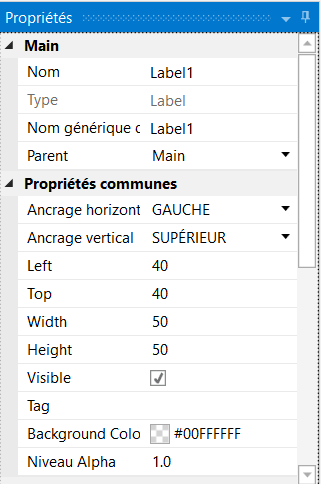 Propriétés
Main
Nom Label1
Type Label
Nom générique d Label1
Parent Main
Propriétés communes
Ancrage horizont GAUCHE
Ancrage vertical SUPÉRIEUR
Left 40
Top 40
Width 50
Height 50
Visible
Tag
Background Colo #00FFFFFF
Niveau Alpha 1.0